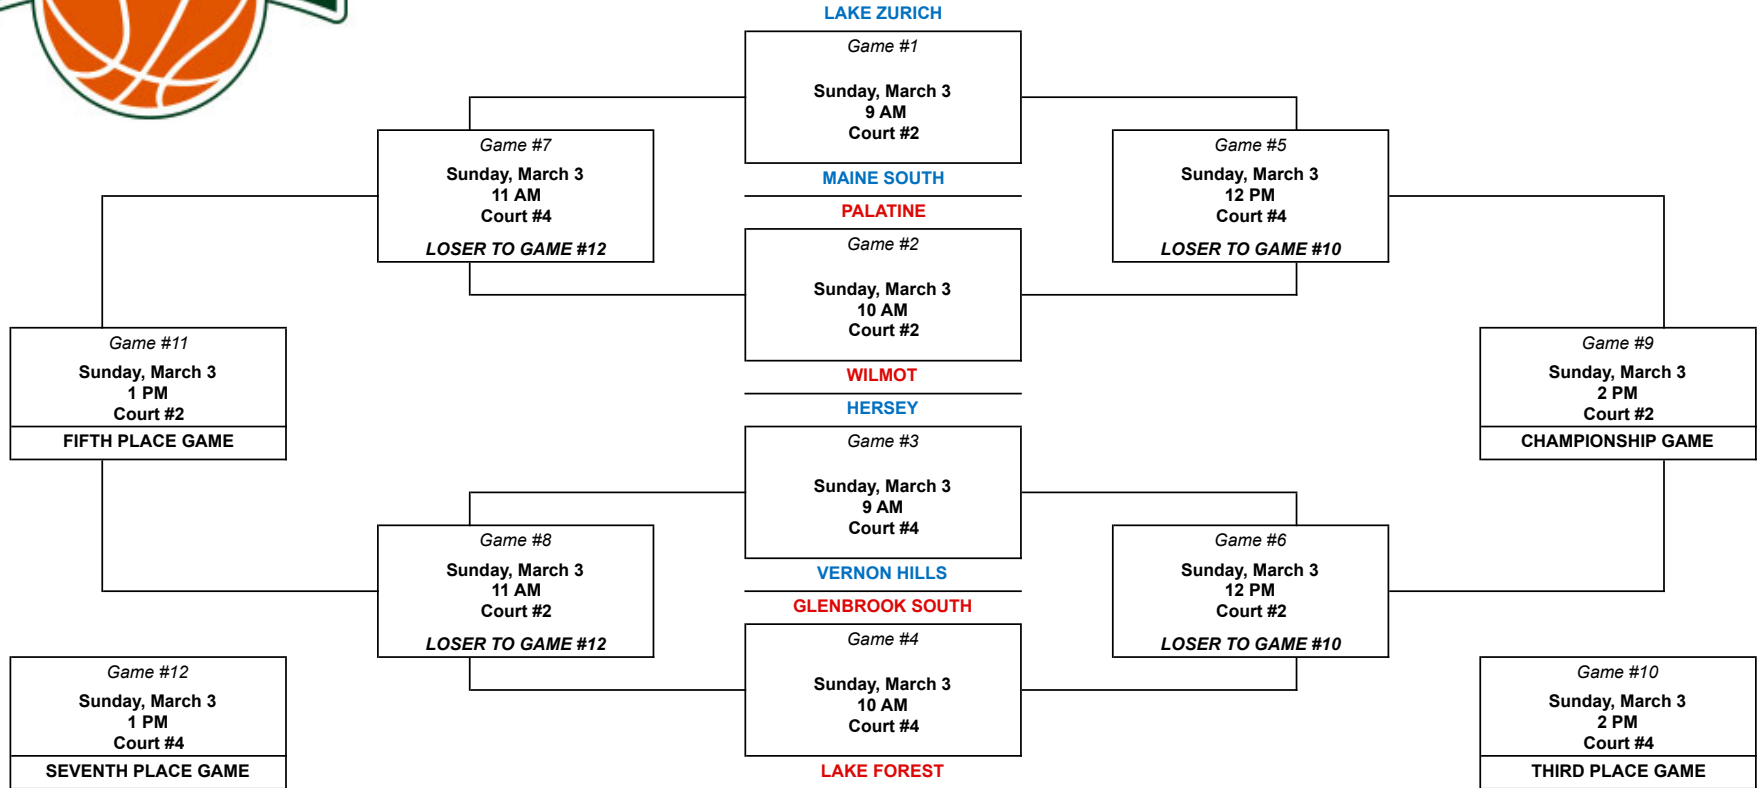 LAKE ZURICH
Game #1
Sunday, March 3
9 AM
Court #2
MAINE SOUTH
Game #7
Sunday, March 3
11 AM
Court #4
LOSER TO GAME #12
Game #5
Sunday, March 3
12 PM
Court #4
LOSER TO GAME #10
PALATINE
Game #2
Sunday, March 3
10 AM
Court #2
WILMOT
Game #11
Sunday, March 3
1 PM
Court #2
FIFTH PLACE GAME
Game #9
Sunday, March 3
2 PM
Court #2
CHAMPIONSHIP GAME
HERSEY
Game #3
Sunday, March 3
9 AM
Court #4
VERNON HILLS
Game #8
Sunday, March 3
11 AM
Court #2
LOSER TO GAME #12
Game #6
Sunday, March 3
12 PM
Court #2
LOSER TO GAME #10
GLENBROOK SOUTH
Game #4
Sunday, March 3
10 AM
Court #4
LAKE FOREST
Game #12
Sunday, March 3
1 PM
Court #4
SEVENTH PLACE GAME
Game #10
Sunday, March 3
2 PM
Court #4
THIRD PLACE GAME